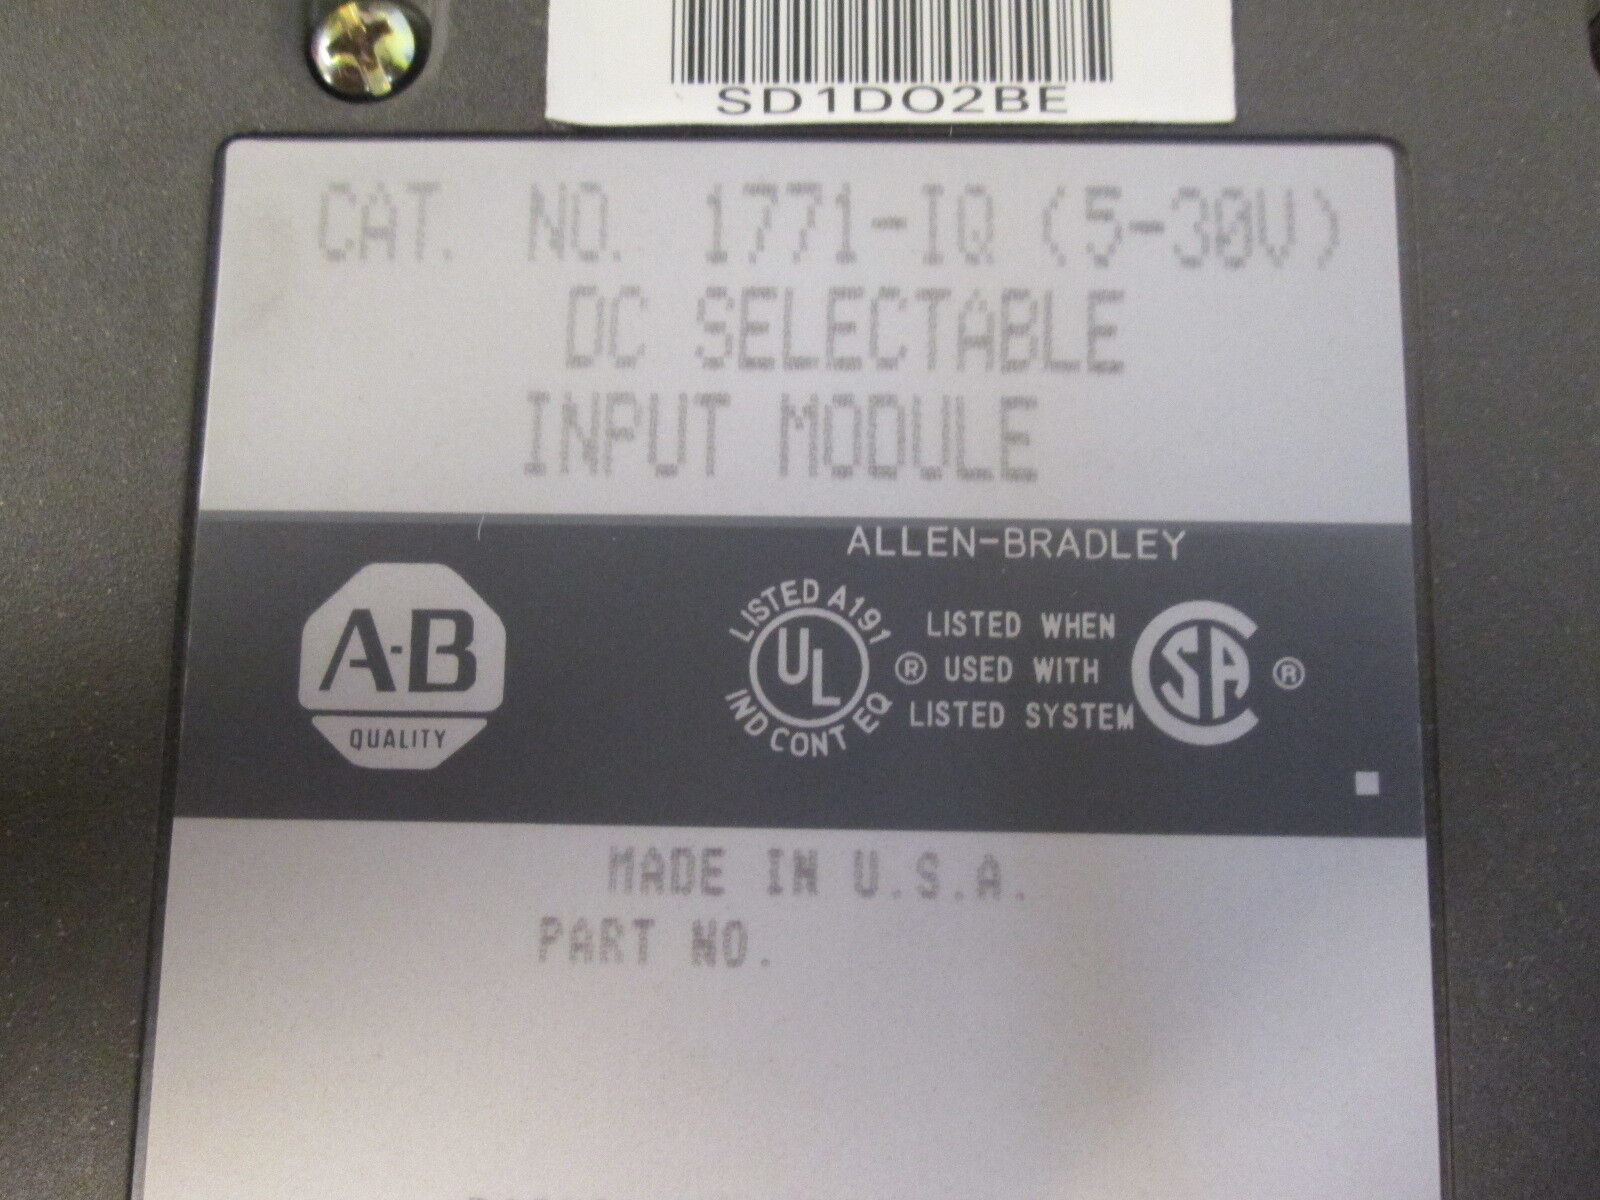 SD1D02BE
CAT. NO. 1771-IQ (5-30V)
DC SELECTABLE
INPUT MODULE
ALLEN-BRADLEY
A-B
QUALITY
LISTED A191
UL
IND CONT EQ
®
LISTED WHEN
USED WITH
LISTED SYSTEM
SA
®
MADE IN U.S.A.
PART NO.